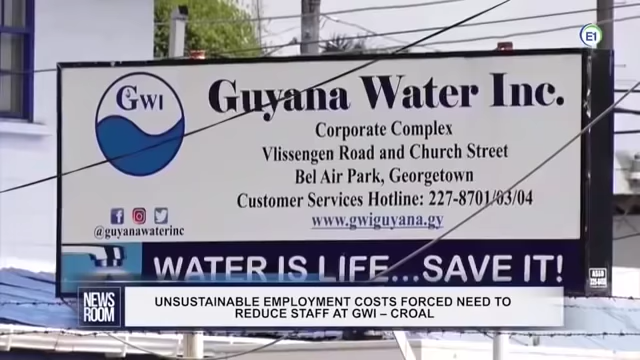 E1
GWI
Guyana Water Inc.
Corporate Complex
Vlissengen Road and Church Street
Bel Air Park, Georgetown
Customer Services Hotline: 227-8701/03/04
www.gwiguyana.gy
@guyanawaterinc
WATER IS LIFE...SAVE IT!
NEWS
ROOM
UNSUSTAINABLE EMPLOYMENT COSTS FORCED NEED TO
REDUCE STAFF AT GWI – CROAL